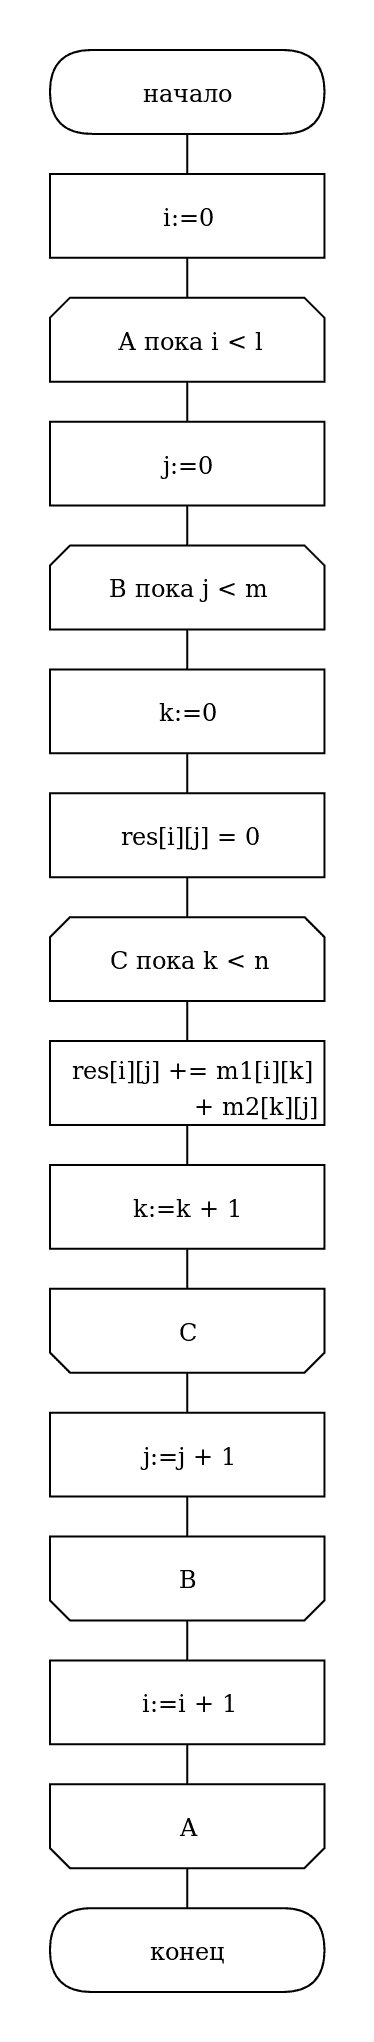 начало
i:=0
A пока i < l
j:=0
B пока j < m
k:=0
res[i][j] = 0
C пока k < n
res[i][j] += m1[i][k]
+ m2[k][j]
k:=k + 1
C
j:=j + 1
B
i:=i + 1
A
конец